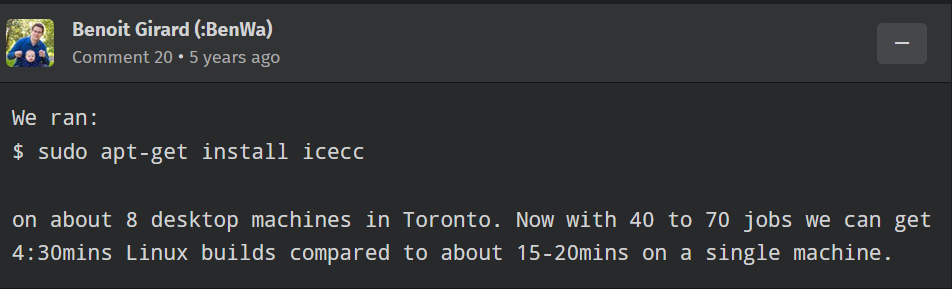 Benoit Girard (:BenWa)
Comment 20 • 5 years ago
We ran:
$ sudo apt-get install icecc
on about 8 desktop machines in Toronto. Now with 40 to 70 jobs we can get
4:30mins Linux builds compared to about 15-20mins on a single machine.